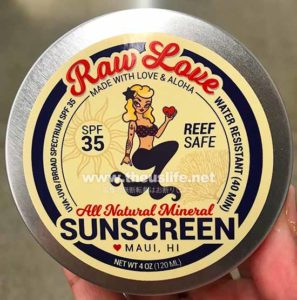 Raw Love
MADE WITH LOVE & ALOHA
UVA-UVB/BROAD SPECTRUM SPF 35
WATER RESISTANT (40 MIN)
SPF
35
REEF
SAFE
www.theuslife.net
All Natural Mineral
SUNSCREEN
MAUI, HI
NET WT 4 OZ (120 ML)